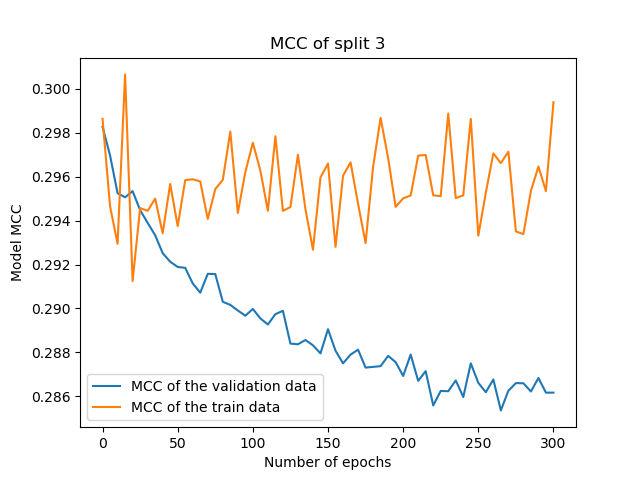 MCC of split 3
0.300
0.298
0.296
0.294
0.292
0.290
0.288
0.286
Model MCC
MCC of the validation data
MCC of the train data
0 50 100 150 200 250 300
Number of epochs